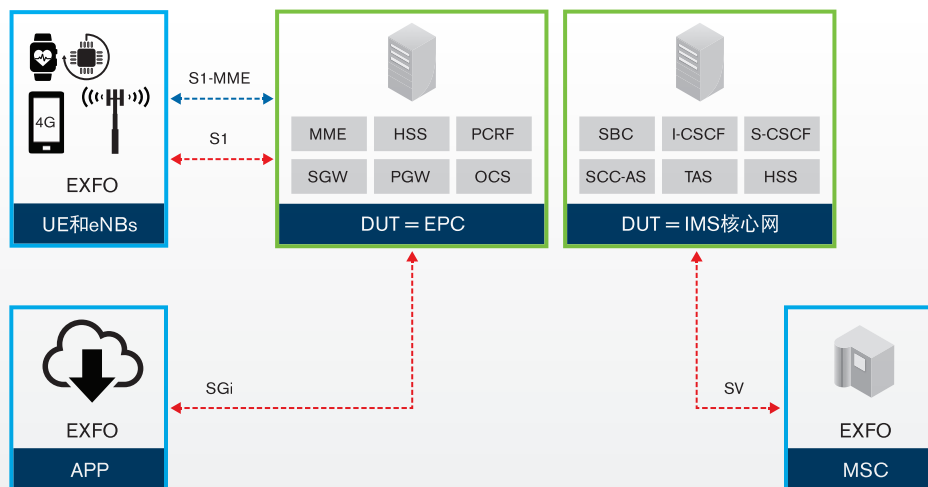 4G
EXFO
UE和eNBs
S1-MME
S1
MME HSS PCRF
SGW PGW OCS
DUT = EPC
SBC I-CSCF S-CSCF
SCC-AS TAS HSS
DUT = IMS核心网
EXFO
APP
SGi
SV
EXFO
MSC